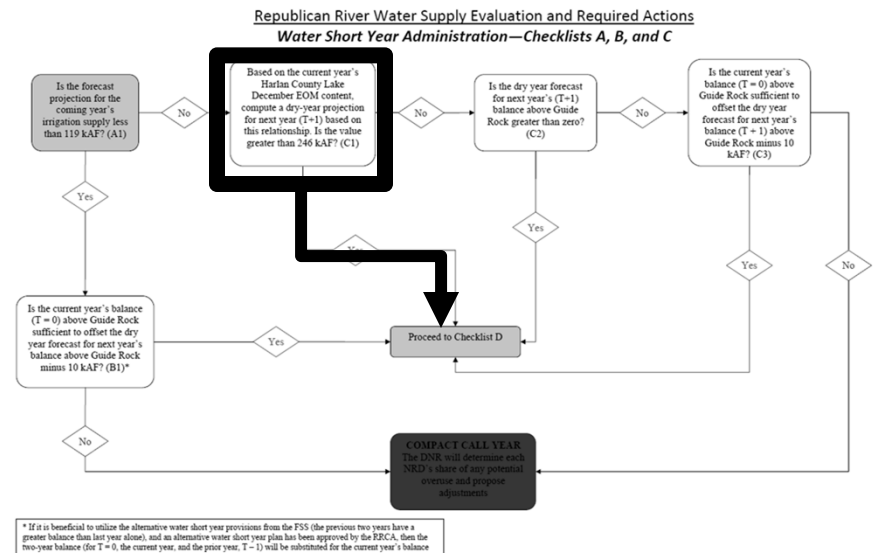 Republican River Water Supply Evaluation and Required Actions
Water Short Year Administration—Checklists A, B, and C
Is the forecast
projection for the
coming year's
irrigation supply less
than 119 kAF? (A1)
No
Based on the current year's
Harlan County Lake
December EOM content,
compute a dry-year projection
for next year (T+1) based on
this relationship. Is the value
greater than 246 kAF? (C1)
No
Is the dry year forecast
for next year's (T+1)
balance above Guide
Rock greater than zero?
(C2)
No
Is the current year's
balance (T = 0) above
Guide Rock sufficient to
offset the dry year
forecast for next year's
balance (T + 1) above
Guide Rock minus 10
kAF? (C3)
Yes
Yes
Yes
No
Is the current year's balance
(T = 0) above Guide Rock
sufficient to offset the dry
year forecast for next year's
balance above Guide Rock
minus 10 kAF? (B1)*
Yes
Proceed to Checklist D
No
COMPACT CALL YEAR
The DNR will determine each
NRD's share of any potential
overuse and propose
adjustments
* If it is beneficial to utilize the alternative water short year provisions from the FSS (the previous two years have a
greater balance than last year alone), and an alternative water short year plan has been approved by the RRCA, then the
two-year balance (for T = 0, the current year, and the prior year, T – 1) will be substituted for the current year's balance